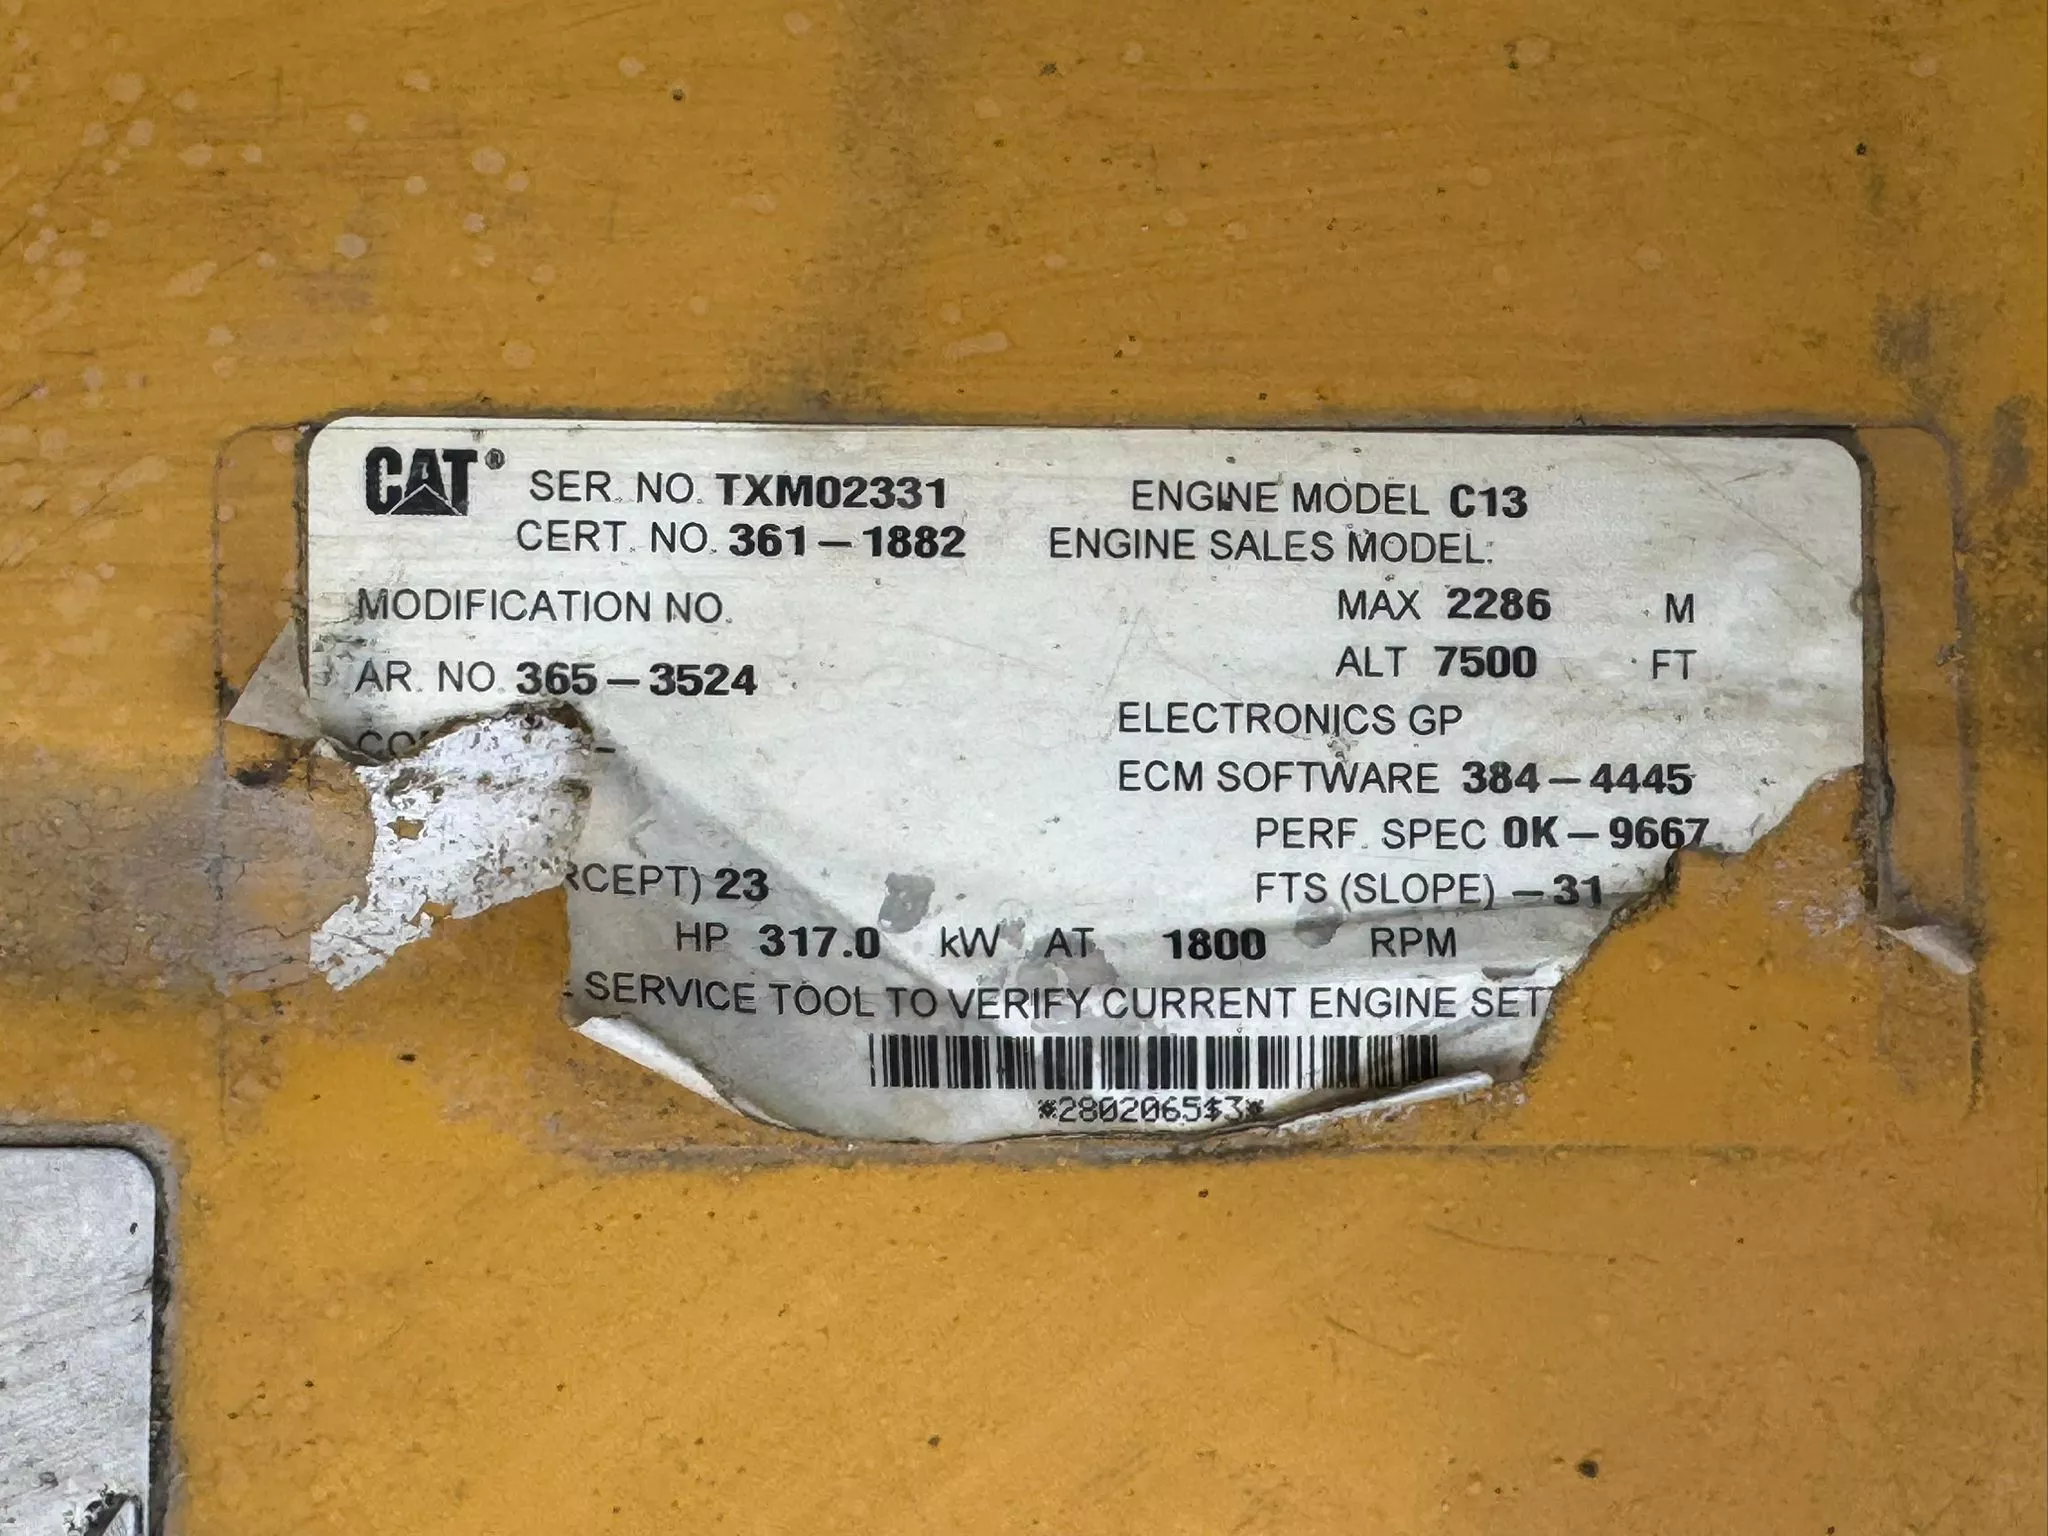 CAT® SER. NO. TXM02331 ENGINE MODEL C13
CERT. NO. 361-1882 ENGINE SALES MODEL:
MODIFICATION NO. MAX 2286 M
AR. NO. 365-3524 ALT 7500 FT
ELECTRONICS GP
ECM SOFTWARE 384-4445
PERF. SPEC 0K-9667
RCEPT) 23 FTS (SLOPE) -31
HP 317.0 kW AT 1800 RPM
SERVICE TOOL TO VERIFY CURRENT ENGINE SET